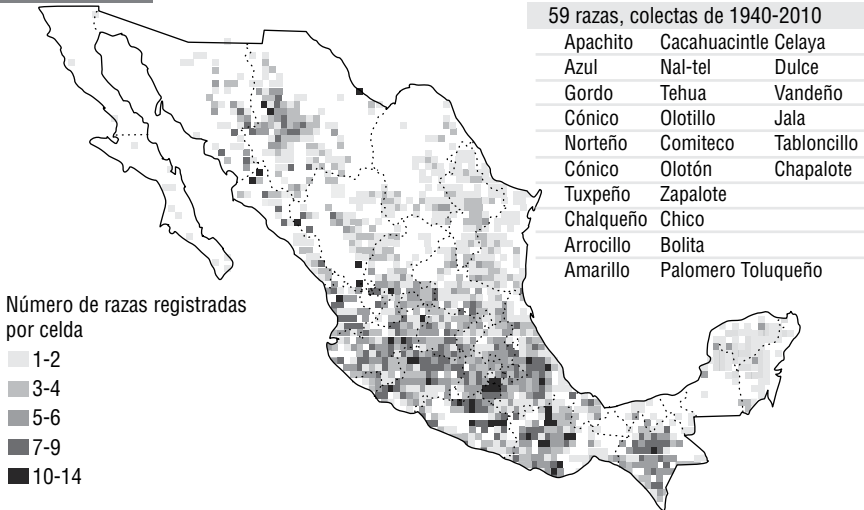 59 razas, colectas de 1940-2010
Apachito Cacahuacintle Celaya
Azul Nal-tel Dulce
Gordo Tehua Vandeño
Cónico Olotillo Jala
Norteño Comiteco Tabloncillo
Cónico Olotón Chapalote
Tuxpeño Zapalote
Chalqueño Chico
Arrocillo Bolita
Amarillo Palomero Toluqueño
Número de razas registradas
por celda
1-2
3-4
5-6
7-9
10-14